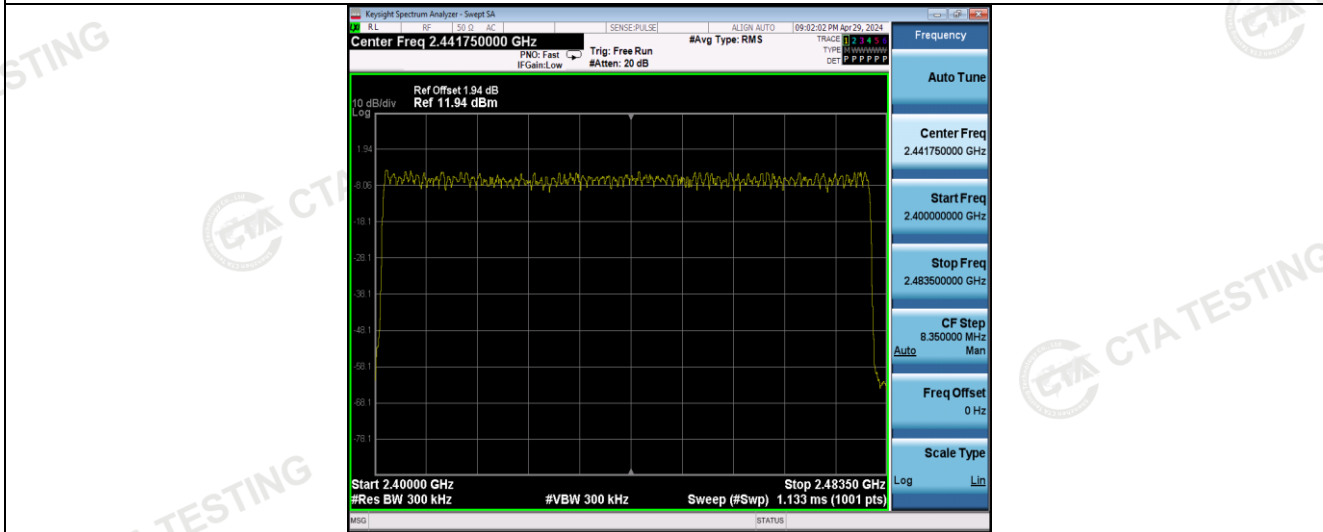 Keysight Spectrum Analyzer - Swept SA
RL RF 50 Ω AC SENSE:PULSE ALIGN AUTO 09:02:02 PM Apr 29, 2024
Center Freq 2.441750000 GHz
PNO: Fast
IFGain:Low
Trig: Free Run
#Atten: 20 dB
#Avg Type: RMS
TRACE 1 2 3 4 5 6
TYPE M WWWWW
DET P P P P P P
Ref Offset 1.94 dB
10 dB/div Ref 11.94 dBm
Log
1.94
-8.06
-18.1
-28.1
-38.1
-48.1
-58.1
-68.1
-78.1
Start 2.40000 GHz Stop 2.48350 GHz
#Res BW 300 kHz #VBW 300 kHz Sweep (#Swp) 1.133 ms (1001 pts)
MSG STATUS
Frequency
Auto Tune
Center Freq
2.441750000 GHz
Start Freq
2.400000000 GHz
Stop Freq
2.483500000 GHz
CF Step
8.350000 MHz
Auto Man
Freq Offset
0 Hz
Scale Type
Log Lin
STING
CTA
CTA TESTING
TESTING